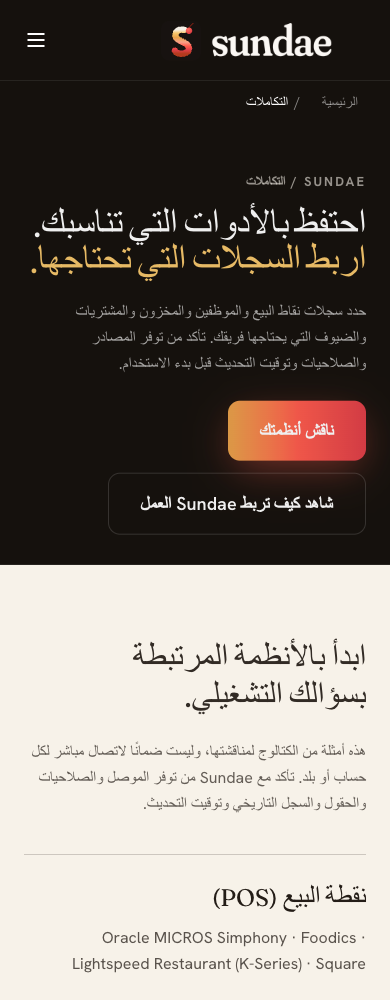 sundae
الرئيسية / التكاملات
SUNDAE / التكاملات
احتفظ بالأدوات التي تناسبك.
اربط السجلات التي تحتاجها.
حدد سجلات نقاط البيع والموظفين والمخزون والمشتريات
والضيوف التي يحتاجها فريقك. تأكد من توفر المصادر
والصلاحيات وتوقيت التحديث قبل بدء الاستخدام.
ناقش أنظمتك
شاهد كيف تربط Sundae العمل
ابدأ بالأنظمة المرتبطة
بسؤالك التشغيلي.
هذه أمثلة من الكتالوج لمناقشتها، وليست ضمانًا لاتصال مباشر لكل
حساب أو بلد. تأكد مع Sundae من توفر الموصل والصلاحيات
والحقول والسجل التاريخي وتوقيت التحديث.
نقطة البيع (POS)
Oracle MICROS Simphony · Foodics ·
Lightspeed Restaurant (K-Series) · Square